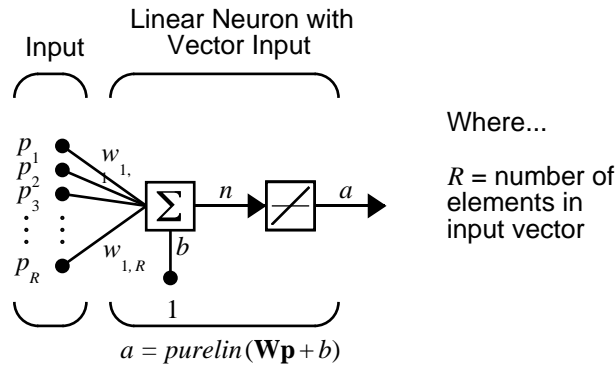 Linear Neuron with
Input Vector Input
Where...
p1 w1, 1
p2
p3 Σ n a
R = number of
elements in
input vector
pR w1, R b
1
a = purelin(Wp + b)